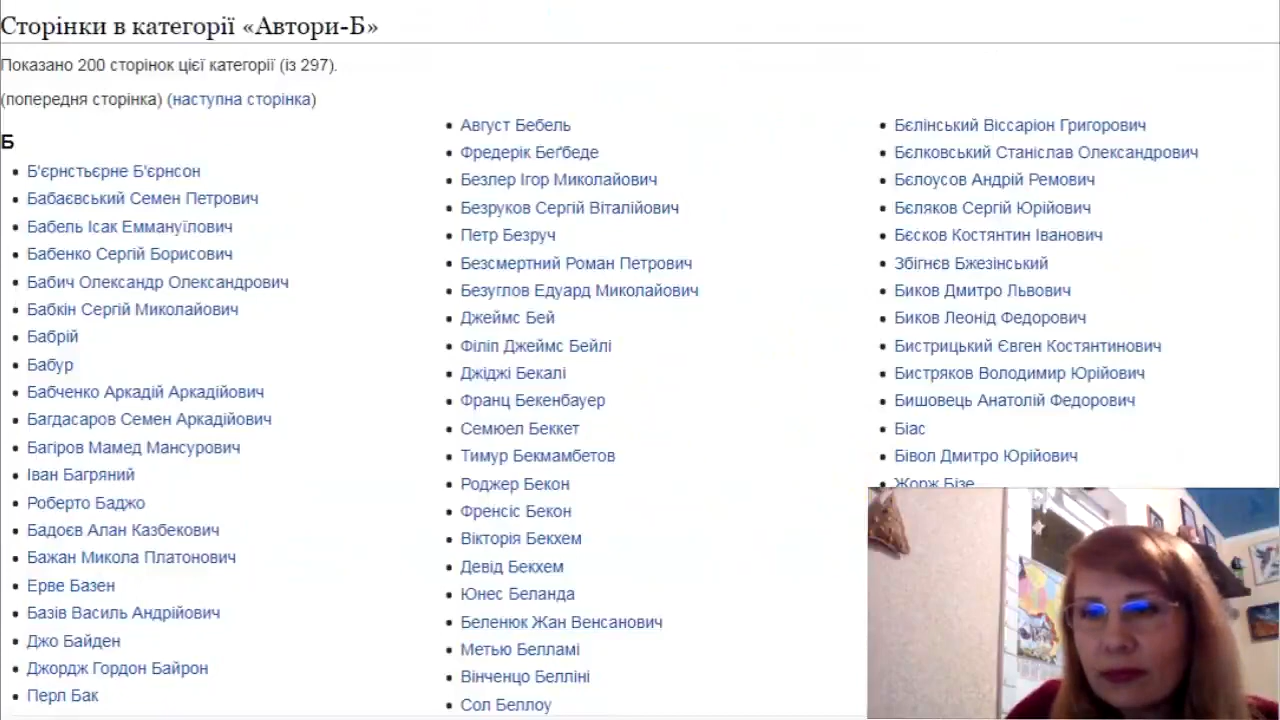 Сторінки в категорії «Автори-Б»
Показано 200 сторінок цієї категорії (із 297).
(попередня сторінка) (наступна сторінка)
Б
Б'єрнстьєрне Б'єрнсон
Бабаєвський Семен Петрович
Бабель Ісак Еммануїлович
Бабенко Сергій Борисович
Бабич Олександр Олександрович
Бабкін Сергій Миколайович
Бабрій
Бабур
Бабченко Аркадій Аркадійович
Багдасаров Семен Аркадійович
Багіров Мамед Мансурович
Іван Багряний
Роберто Баджо
Бадоєв Алан Казбекович
Бажан Микола Платонович
Ерве Базен
Базів Василь Андрійович
Джо Байден
Джордж Гордон Байрон
Перл Бак
Август Бебель
Фредерік Беґбеде
Безлер Ігор Миколайович
Безруков Сергій Віталійович
Петр Безруч
Безсмертний Роман Петрович
Безуглов Едуард Миколайович
Джеймс Бей
Філіп Джеймс Бейлі
Джіджі Бекалі
Франц Бекенбауер
Семюел Беккет
Тимур Бекмамбетов
Роджер Бекон
Френсіс Бекон
Вікторія Бекхем
Девід Бекхем
Юнес Беланда
Беленюк Жан Венсанович
Метью Белламі
Вінченцо Белліні
Сол Беллоу
Бєлінський Віссаріон Григорович
Бєлковський Станіслав Олександрович
Бєлоусов Андрій Ремович
Бєляков Сергій Юрійович
Бєсков Костянтин Іванович
Збігнєв Бжезінський
Биков Дмитро Львович
Биков Леонід Федорович
Бистрицький Євген Костянтинович
Бистряков Володимир Юрійович
Бишовець Анатолій Федорович
Біас
Бівол Дмитро Юрійович
Жорж Бізе